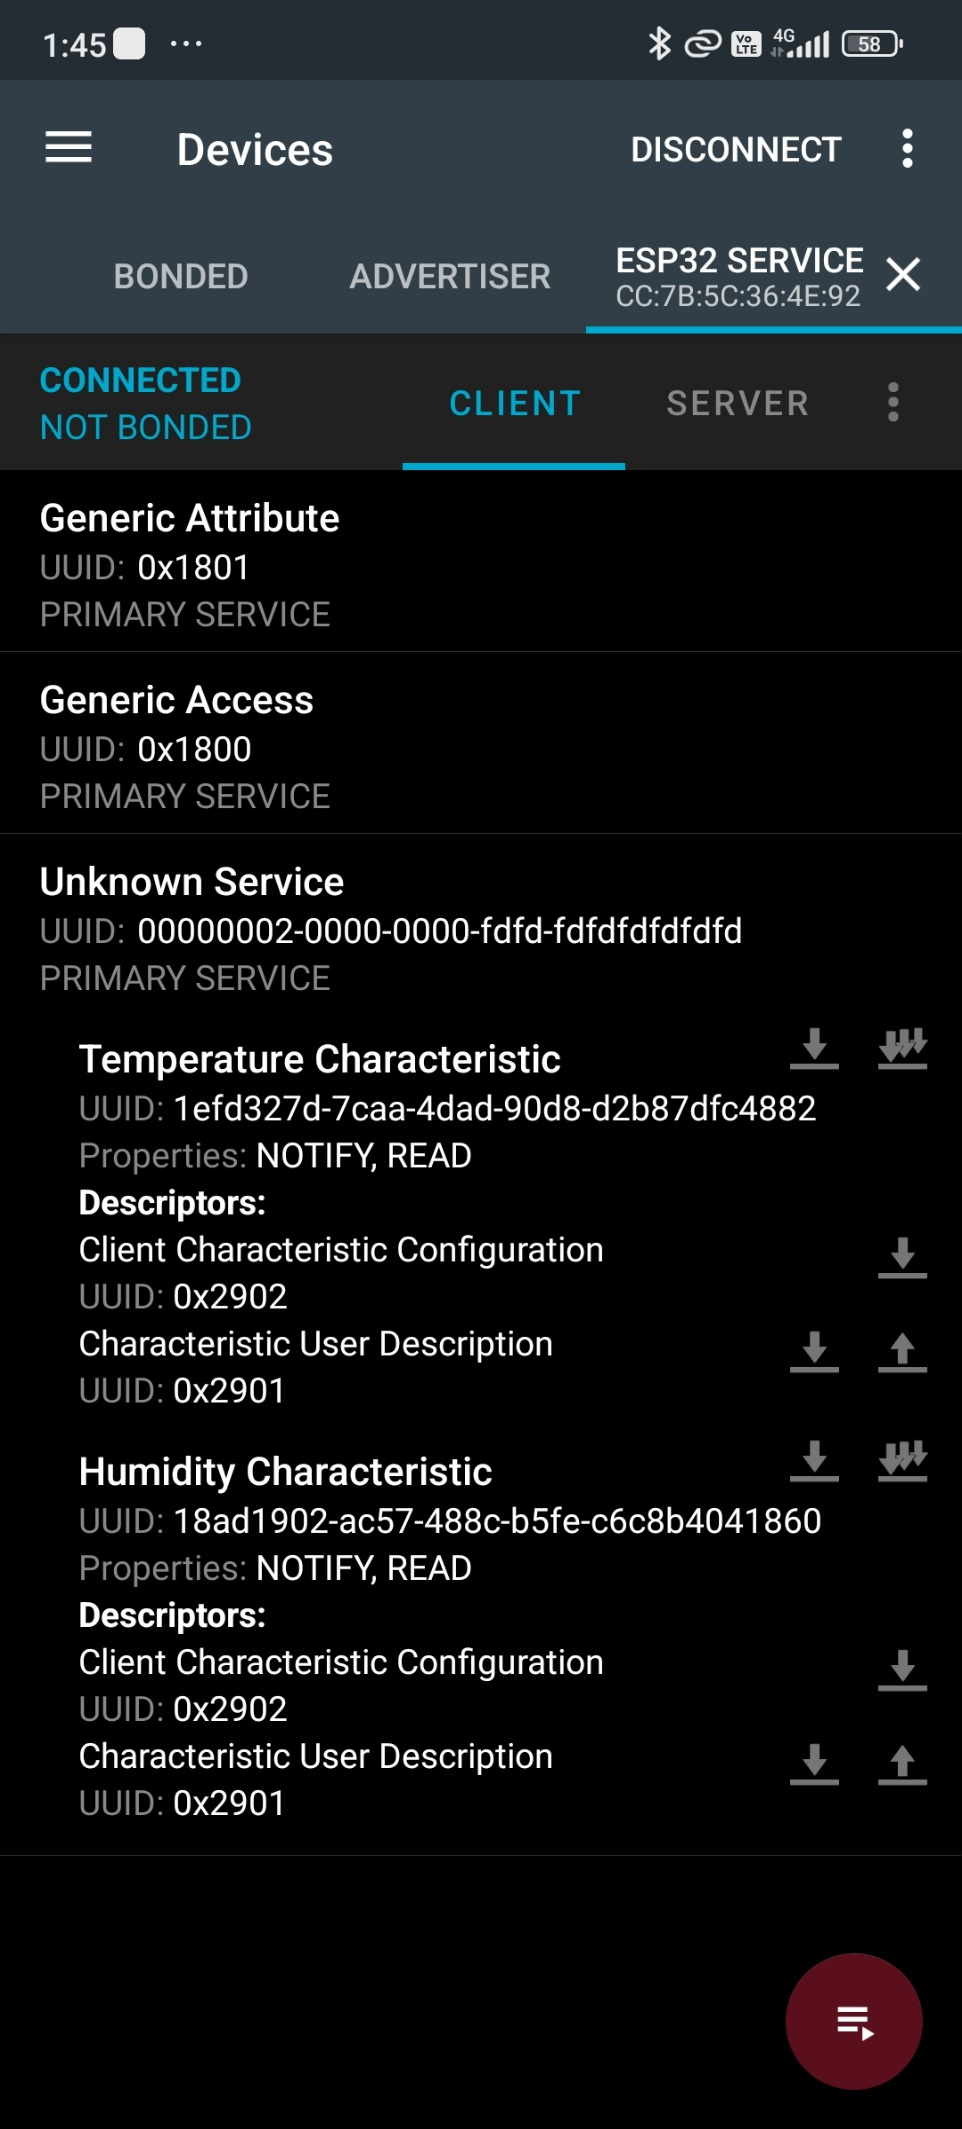 1:45
Vo LTE 4G 58
Devices
DISCONNECT
BONDED
ADVERTISER
ESP32 SERVICE
CC:7B:5C:36:4E:92
CONNECTED
NOT BONDED
CLIENT
SERVER
Generic Attribute
UUID: 0x1801
PRIMARY SERVICE
Generic Access
UUID: 0x1800
PRIMARY SERVICE
Unknown Service
UUID: 00000002-0000-0000-fdfd-fdfdfdfdfdfd
PRIMARY SERVICE
Temperature Characteristic
UUID: 1efd327d-7caa-4dad-90d8-d2b87dfc4882
Properties: NOTIFY, READ
Descriptors:
Client Characteristic Configuration
UUID: 0x2902
Characteristic User Description
UUID: 0x2901
Humidity Characteristic
UUID: 18ad1902-ac57-488c-b5fe-c6c8b4041860
Properties: NOTIFY, READ
Descriptors:
Client Characteristic Configuration
UUID: 0x2902
Characteristic User Description
UUID: 0x2901